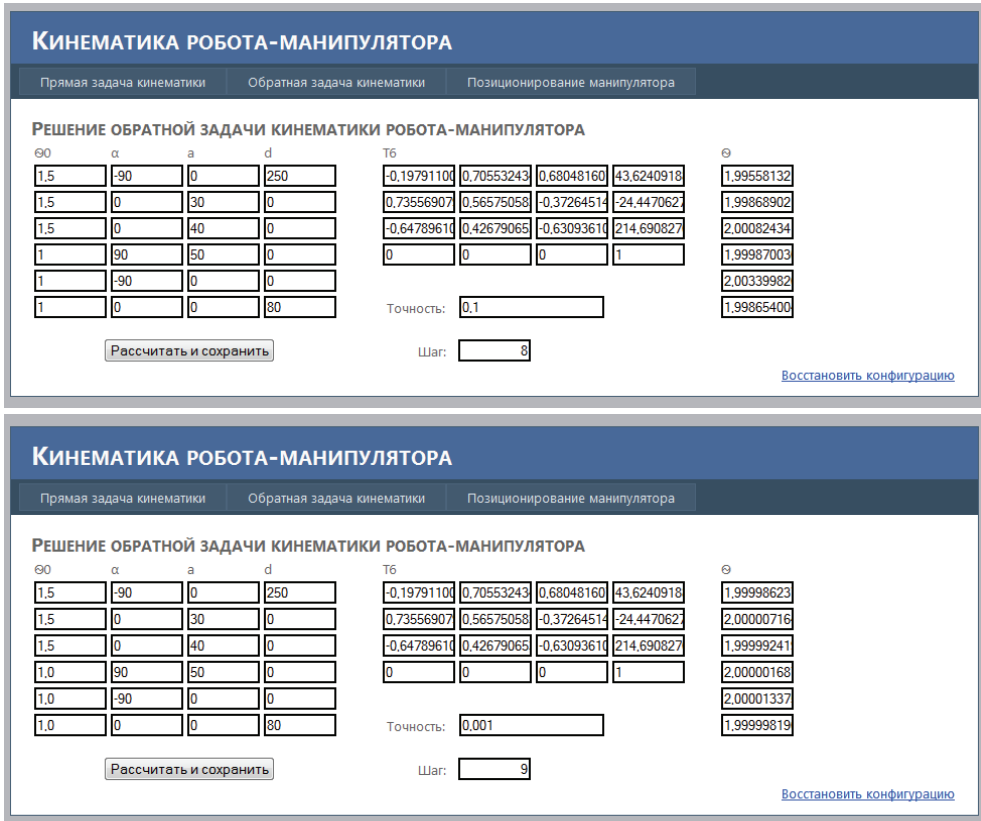 Кинематика робота-манипулятора
Прямая задача кинематики Обратная задача кинематики Позиционирование манипулятора
Решение обратной задачи кинематики робота-манипулятора
Θ0 α a d T6 Θ
1,5 -90 0 250 -0,19791100 0,70553243 0,68048160 43,6240918 1,99558132
1,5 0 30 0 0,73556907 0,56575058 -0,37264514 -24,4470627 1,99868902
1,5 0 40 0 -0,64789610 0,42679065 -0,63093610 214,690827 2,00082434
1 90 50 0 0 0 0 1 1,9998700
1 -90 0 0 2,00339982
1 0 0 80 Точность: 0,1 1,99865400
Рассчитать и сохранить Шаг: 8
Восстановить конфигурацию
Кинематика робота-манипулятора
Прямая задача кинематики Обратная задача кинематики Позиционирование манипулятора
Решение обратной задачи кинематики робота-манипулятора
Θ0 α a d T6 Θ
1,5 -90 0 250 -0,19791100 0,70553243 0,68048160 43,6240918 1,99998623
1,5 0 30 0 0,73556907 0,56575058 -0,37264514 -24,4470627 2,00000716
1,5 0 40 0 -0,64789610 0,42679065 -0,63093610 214,690827 1,99999241
1,0 90 50 0 0 0 0 1 2,00000168
1,0 -90 0 0 2,00001337
1,0 0 0 80 Точность: 0,001 1,99999819
Рассчитать и сохранить Шаг: 9
Восстановить конфигурацию